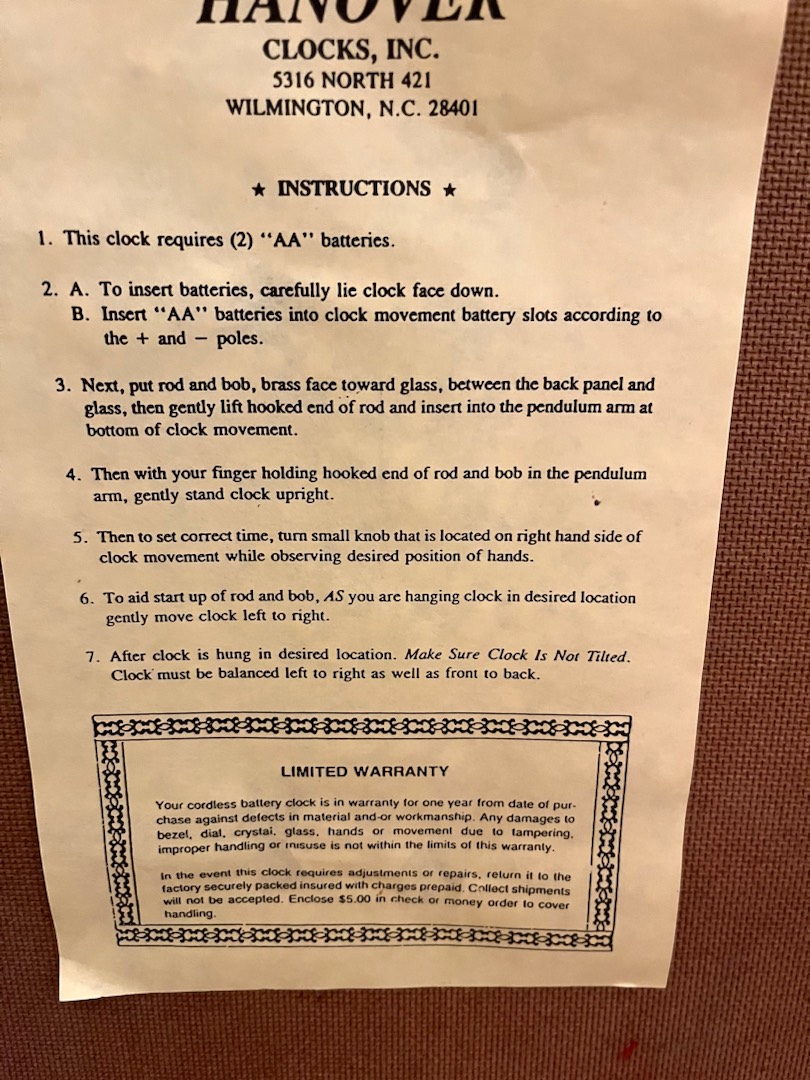 HANOVER
CLOCKS, INC.
5316 NORTH 421
WILMINGTON, N.C. 28401
★ INSTRUCTIONS ★
1. This clock requires (2) ‘‘AA’’ batteries.
2. A. To insert batteries, carefully lie clock face down.
B. Insert ‘‘AA’’ batteries into clock movement battery slots according to
the + and − poles.
3. Next, put rod and bob, brass face toward glass, between the back panel and
glass, then gently lift hooked end of rod and insert into the pendulum arm at
bottom of clock movement.
4. Then with your finger holding hooked end of rod and bob in the pendulum
arm, gently stand clock upright.
5. Then to set correct time, turn small knob that is located on right hand side of
clock movement while observing desired position of hands.
6. To aid start up of rod and bob, AS you are hanging clock in desired location
gently move clock left to right.
7. After clock is hung in desired location. Make Sure Clock Is Not Tilted.
Clock must be balanced left to right as well as front to back.
LIMITED WARRANTY
Your cordless battery clock is in warranty for one year from date of pur-
chase against defects in material and-or workmanship. Any damages to
bezel, dial, crystal, glass, hands or movement due to tampering,
improper handling or misuse is not within the limits of this warranty.
In the event this clock requires adjustments or repairs, return it to the
factory securely packed insured with charges prepaid. Collect shipments
will not be accepted. Enclose $5.00 in check or money order to cover
handling.